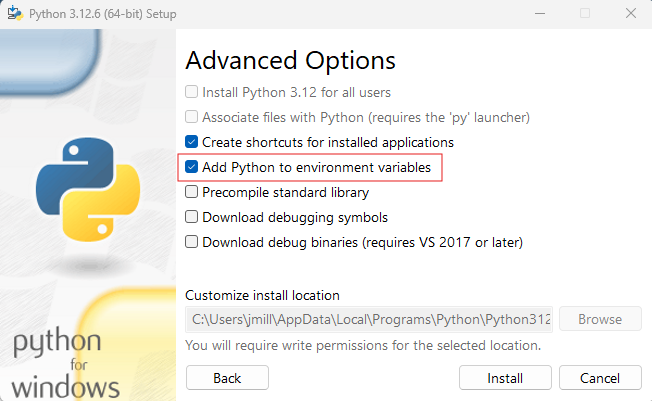 Python 3.12.6 (64-bit) Setup
Advanced Options
Install Python 3.12 for all users
Associate files with Python (requires the 'py' launcher)
Create shortcuts for installed applications
Add Python to environment variables
Precompile standard library
Download debugging symbols
Download debug binaries (requires VS 2017 or later)
Customize install location
C:\Users\jmill\AppData\Local\Programs\Python\Python312
Browse
You will require write permissions for the selected location.
python
for
windows
Back
Install
Cancel